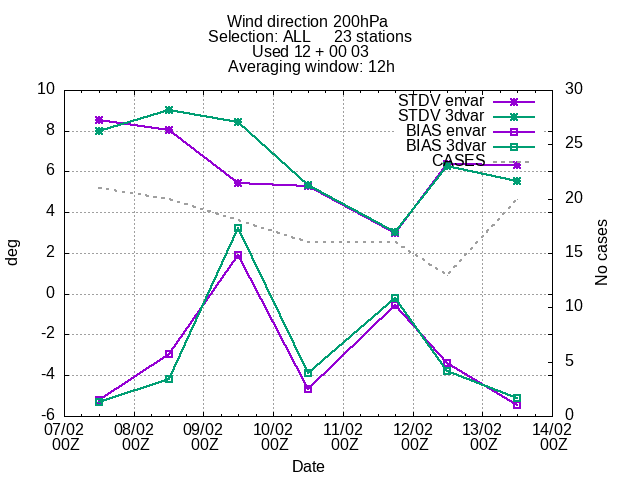 Wind direction 200hPa
Selection: ALL 23 stations
Used 12 + 00 03
Averaging window: 12h
STDV envar
STDV 3dvar
BIAS envar
BIAS 3dvar
CASES
10
8
6
4
2
0
-2
-4
-6
deg
30
25
20
15
10
5
0
No cases
07/02 08/02 09/02 10/02 11/02 12/02 13/02 14/02
00Z 00Z 00Z 00Z 00Z 00Z 00Z 00Z
Date